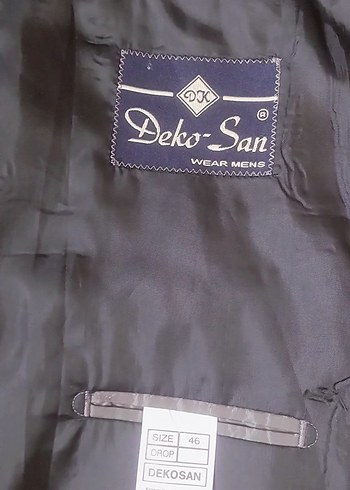 DK
®
Deko-San
WEAR MENS
SIZE 46
DROP
DEKOSAN